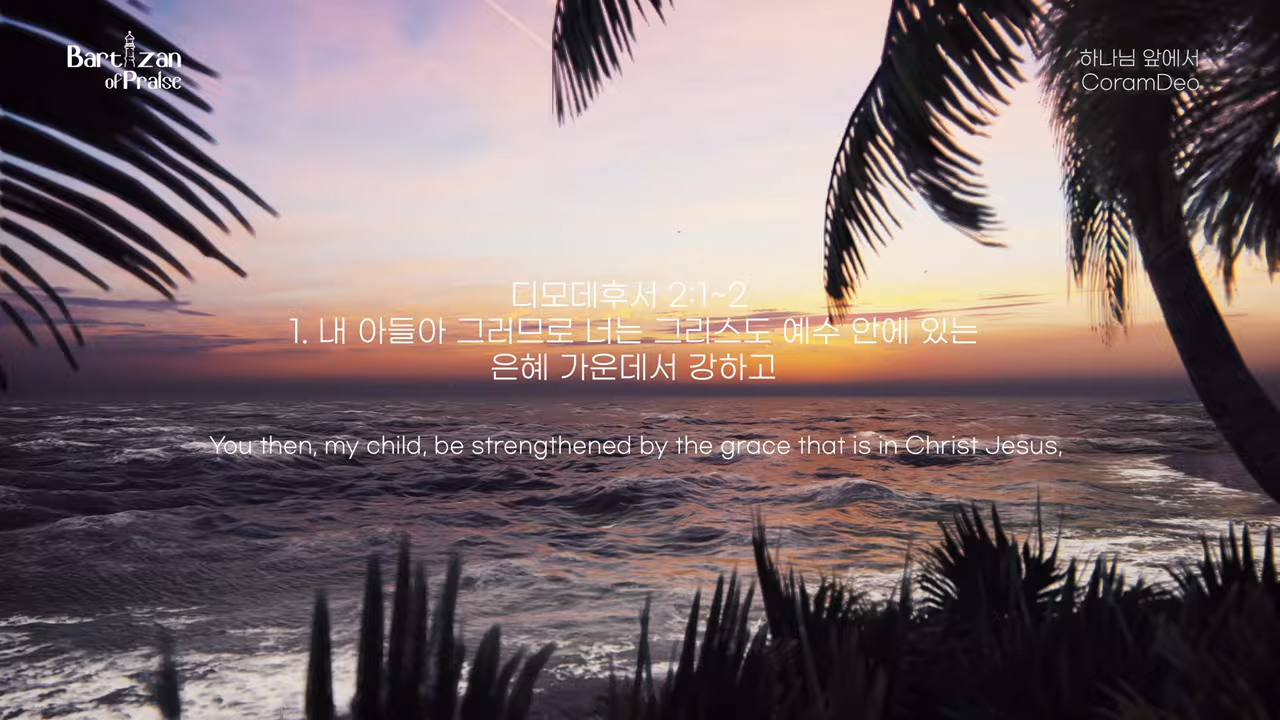 Bartizan
of Praise
하나님 앞에서
CoramDeo
디모데후서 2:1~2
1. 내 아들아 그러므로 너는 그리스도 예수 안에 있는
은혜 가운데서 강하고
You then, my child, be strengthened by the grace that is in Christ Jesus,